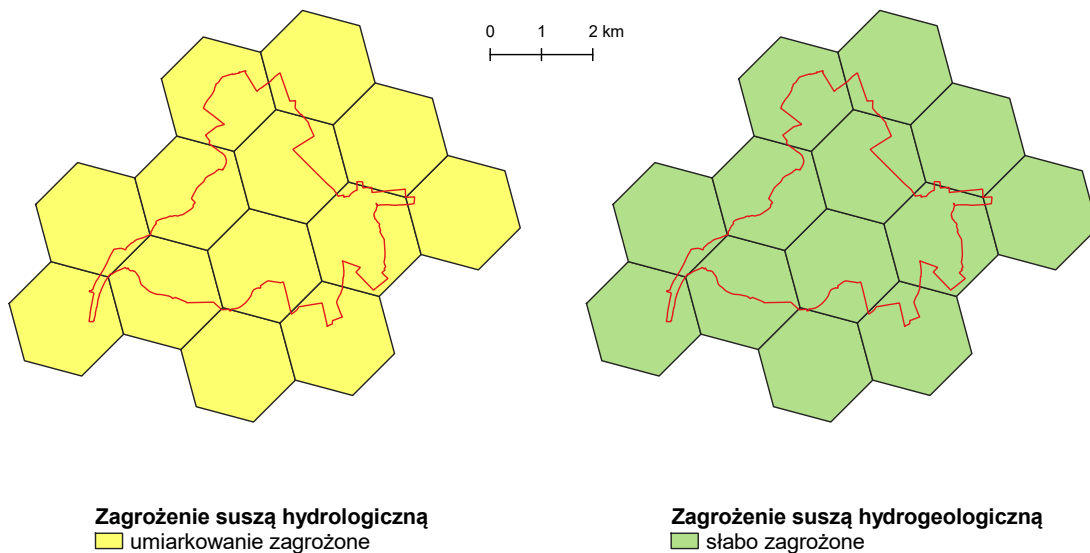 0 1 2 km
Zagrożenie suszą hydrologiczną
umiarkowanie zagrożone
Zagrożenie suszą hydrogeologiczną
słabo zagrożone